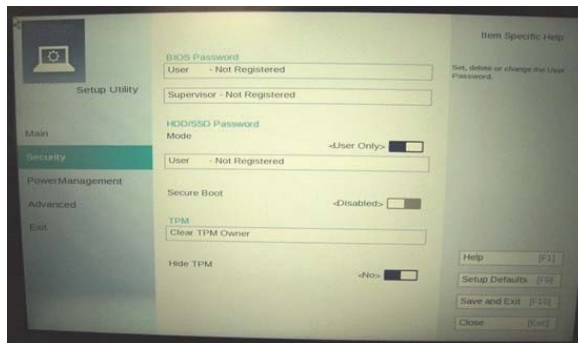 Item Specific Help
Setup Utility
Main
Security
PowerManagement
Advanced
Exit
BIOS Password
User - Not Registered
Supervisor - Not Registered
HDD/SSD Password
Mode
<User Only>
User - Not Registered
Secure Boot
<Disabled>
TPM
Clear TPM Owner
Hide TPM
<No>
Set, delete or change the User
Password.
Help [F1]
Setup Defaults [F9]
Save and Exit [F10]
Close [Esc]